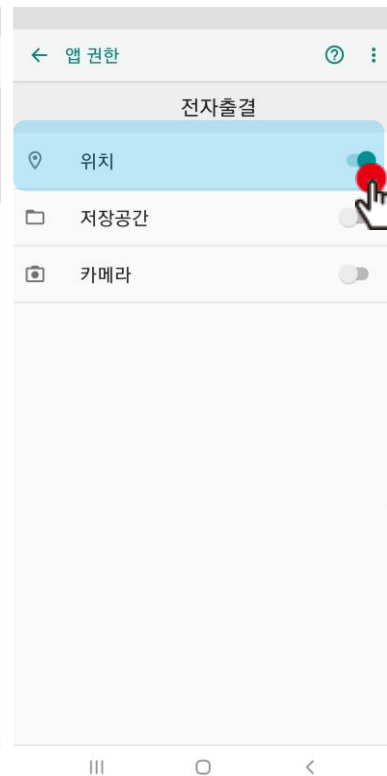 앱 권한
전자출결
위치
저장공간
카메라